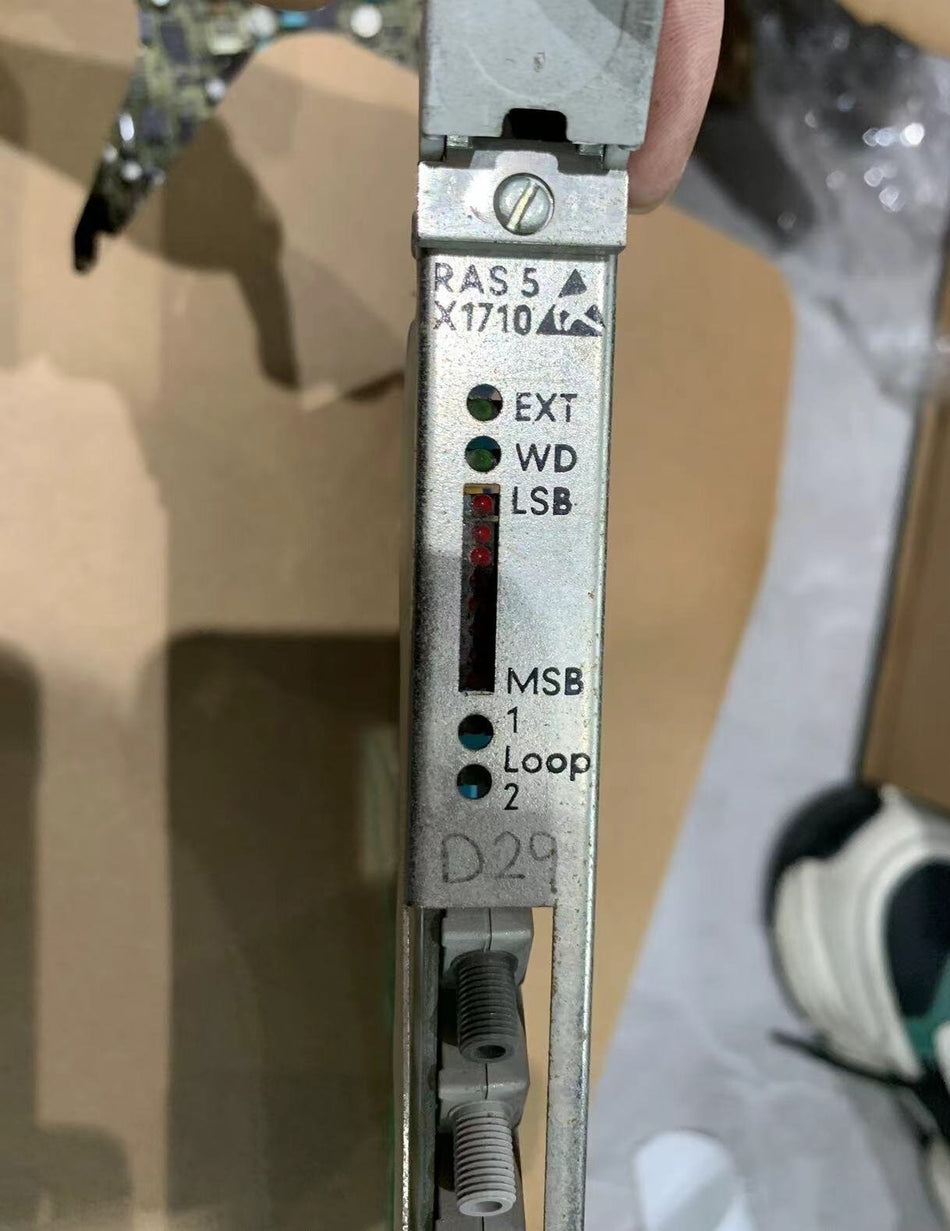 RAS 5
X1710
EXT
WD
LSB
MSB
1
Loop
2
D29